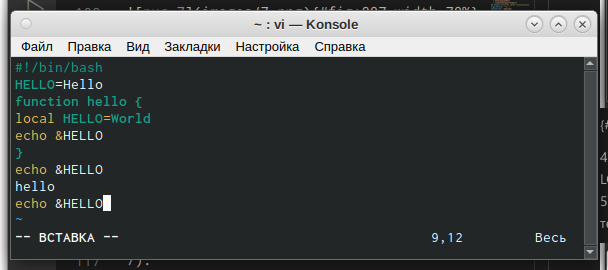 ~ : vi — Konsole
Файл Правка Вид Закладки Настройка Справка
#!/bin/bash
HELLO=Hello
function hello {
local HELLO=World
echo &HELLO
}
echo &HELLO
hello
echo &HELLO
~
-- ВСТАВКА -- 9,12 Весь